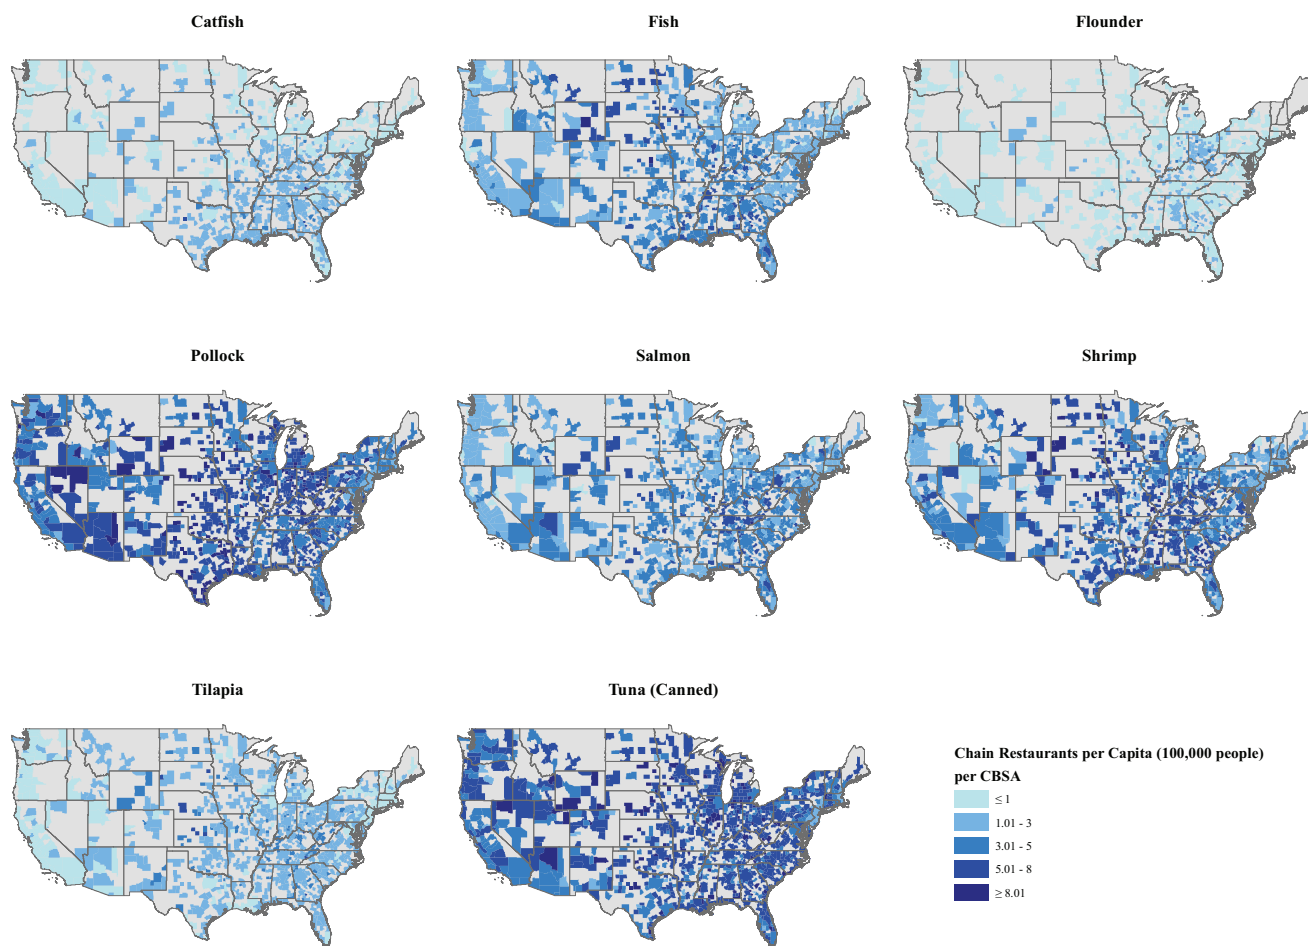 Catfish
Fish
Flounder
Pollock
Salmon
Shrimp
Tilapia
Tuna (Canned)
Chain Restaurants per Capita (100,000 people)
per CBSA
≤ 1
1.01 - 3
3.01 - 5
5.01 - 8
≥ 8.01